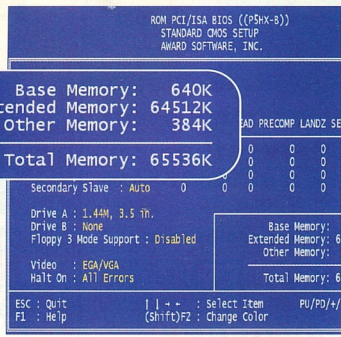 ROM PCI/ISA BIOS ((P5HX-B))
STANDARD CMOS SETUP
AWARD SOFTWARE, INC.
Base Memory: 640K
tended Memory: 64512K
Other Memory: 384K
Total Memory: 65536K
EAD PRECOMP LANDZ SE
0 0 0
0 0 0
0 0 0
Secondary Slave : Auto 0 0 0 0
Drive A : 1.44M, 3.5 in.
Drive B : None
Floppy 3 Mode Support : Disabled
Video : EGA/VGA
Halt On : All Errors
Base Memory:
Extended Memory: 6
Other Memory:
Total Memory: 6
ESC : Quit ↑ ↓ → ← : Select Item PU/PD/+/
F1 : Help (Shift)F2 : Change Color